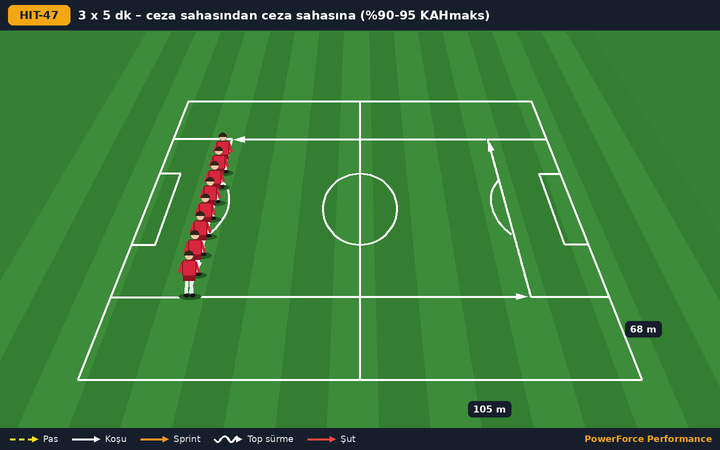 HIT-47 3 x 5 dk – ceza sahasından ceza sahasına (%90-95 KAHmaks)
68 m
105 m
Pas Koşu Sprint Top sürme Şut PowerForce Performance